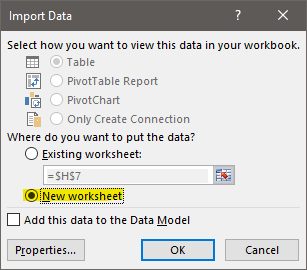 Import Data
Select how you want to view this data in your workbook.
Table
PivotTable Report
PivotChart
Only Create Connection
Where do you want to put the data?
Existing worksheet:
=$H$7
New worksheet
Add this data to the Data Model
Properties... OK Cancel